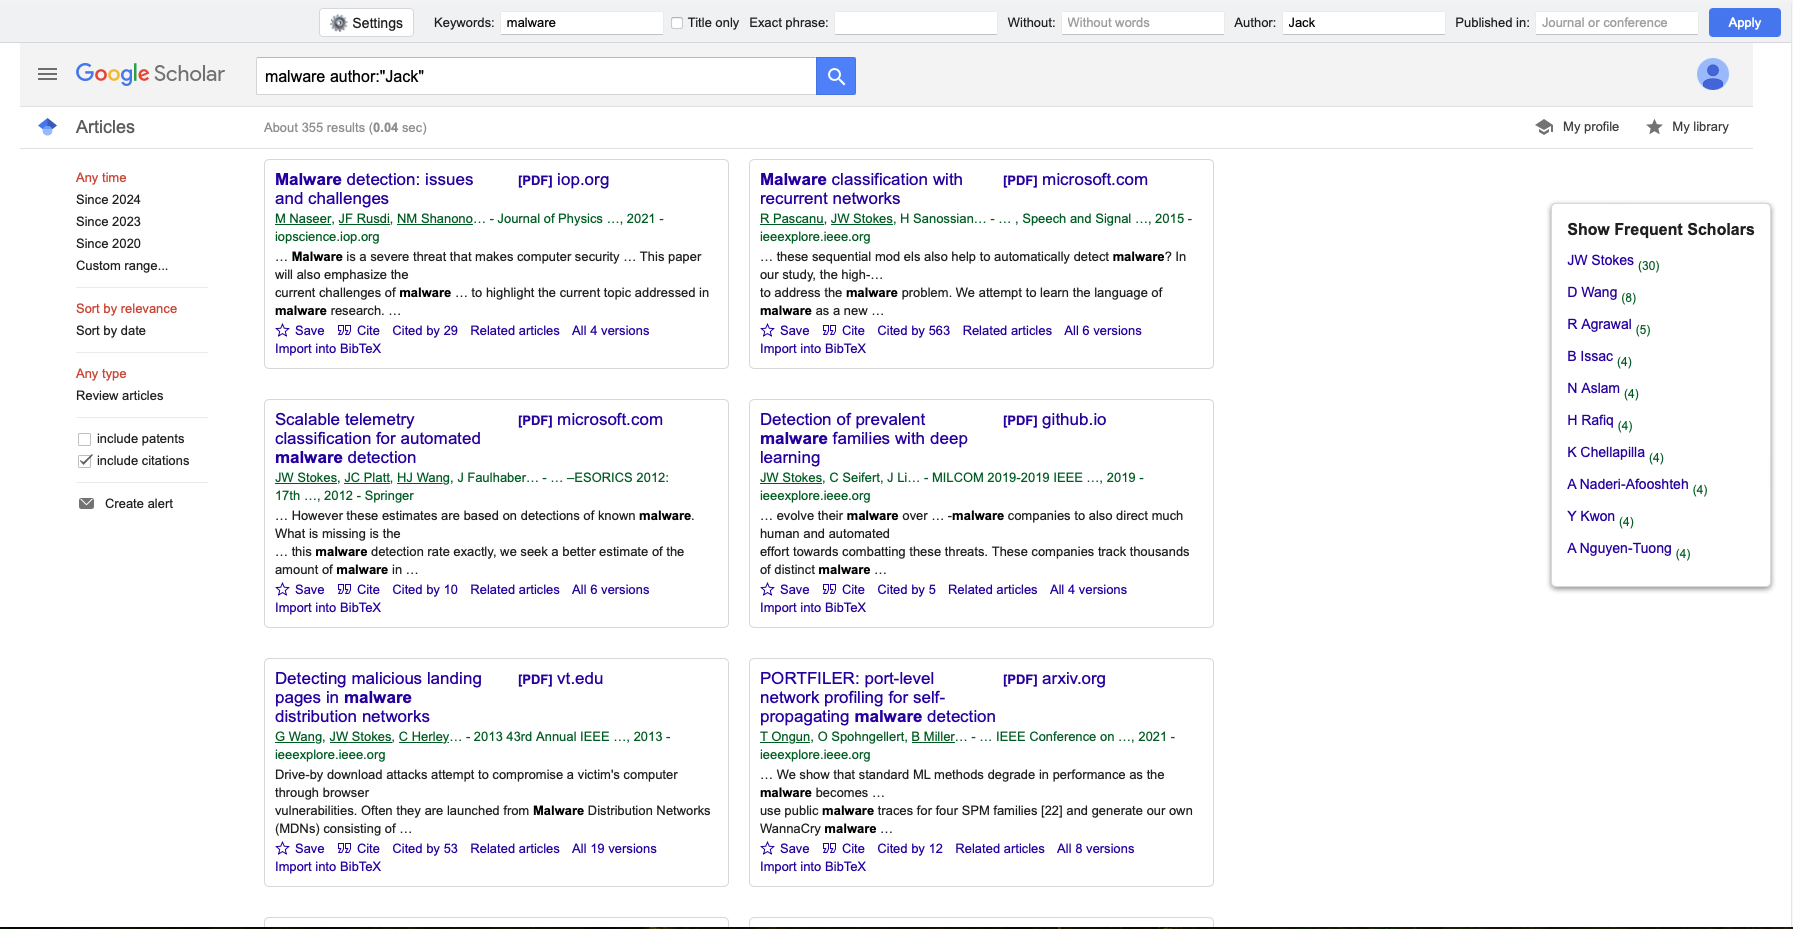 Settings Keywords: malware Title only Exact phrase: Without: Without words Author: Jack Published in: Journal or conference Apply
Google Scholar malware author:"Jack"
Articles About 355 results (0.04 sec) My profile My library
Any time
Since 2024
Since 2023
Since 2020
Custom range...
Sort by relevance
Sort by date
Any type
Review articles
include patents
include citations
Create alert
Malware detection: issues [PDF] iop.org
and challenges
M Naseer, JF Rusdi, NM Shanono… - Journal of Physics …, 2021 -
iopscience.iop.org
… Malware is a severe threat that makes computer security … This paper
will also emphasize the
current challenges of malware … to highlight the current topic addressed in
malware research. …
Save Cite Cited by 29 Related articles All 4 versions
Import into BibTeX
Malware classification with [PDF] microsoft.com
recurrent networks
R Pascanu, JW Stokes, H Sanossian… - … , Speech and Signal …, 2015 -
ieeexplore.ieee.org
… these sequential mod els also help to automatically detect malware? In
our study, the high-…
to address the malware problem. We attempt to learn the language of
malware as a new …
Save Cite Cited by 563 Related articles All 6 versions
Import into BibTeX
Scalable telemetry [PDF] microsoft.com
classification for automated
malware detection
JW Stokes, JC Platt, HJ Wang, J Faulhaber… - … –ESORICS 2012:
17th …, 2012 - Springer
… However these estimates are based on detections of known malware.
What is missing is the
… this malware detection rate exactly, we seek a better estimate of the
amount of malware in …
Save Cite Cited by 10 Related articles All 6 versions
Import into BibTeX
Detection of prevalent [PDF] github.io
malware families with deep
learning
JW Stokes, C Seifert, J Li… - MILCOM 2019-2019 IEEE …, 2019 -
ieeexplore.ieee.org
… evolve their malware over … -malware companies to also direct much
human and automated
effort towards combatting these threats. These companies track thousands
of distinct malware …
Save Cite Cited by 5 Related articles All 4 versions
Import into BibTeX
Detecting malicious landing [PDF] vt.edu
pages in malware
distribution networks
G Wang, JW Stokes, C Herley… - 2013 43rd Annual IEEE …, 2013 -
ieeexplore.ieee.org
Drive-by download attacks attempt to compromise a victim's computer
through browser
vulnerabilities. Often they are launched from Malware Distribution Networks
(MDNs) consisting of …
Save Cite Cited by 53 Related articles All 19 versions
Import into BibTeX
PORTFILER: port-level [PDF] arxiv.org
network profiling for self-
propagating malware detection
T Ongun, O Spohngellert, B Miller… - … IEEE Conference on …, 2021 -
ieeexplore.ieee.org
… We show that standard ML methods degrade in performance as the
malware becomes …
use public malware traces for four SPM families [22] and generate our own
WannaCry malware …
Save Cite Cited by 12 Related articles All 8 versions
Import into BibTeX
Show Frequent Scholars
JW Stokes (30)
D Wang (8)
R Agrawal (5)
B Issac (4)
N Aslam (4)
H Rafiq (4)
K Chellapilla (4)
A Naderi-Afooshteh (4)
Y Kwon (4)
A Nguyen-Tuong (4)